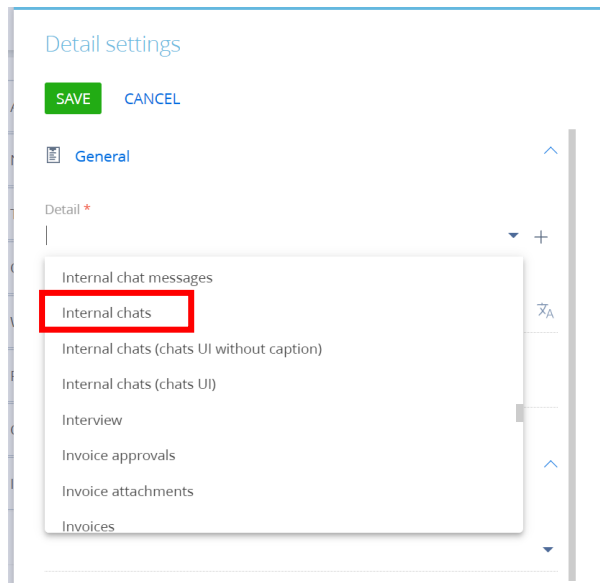 Detail settings
SAVE CANCEL
General
Detail *
Internal chat messages
Internal chats
Internal chats (chats UI without caption)
Internal chats (chats UI)
Interview
Invoice approvals
Invoice attachments
Invoices